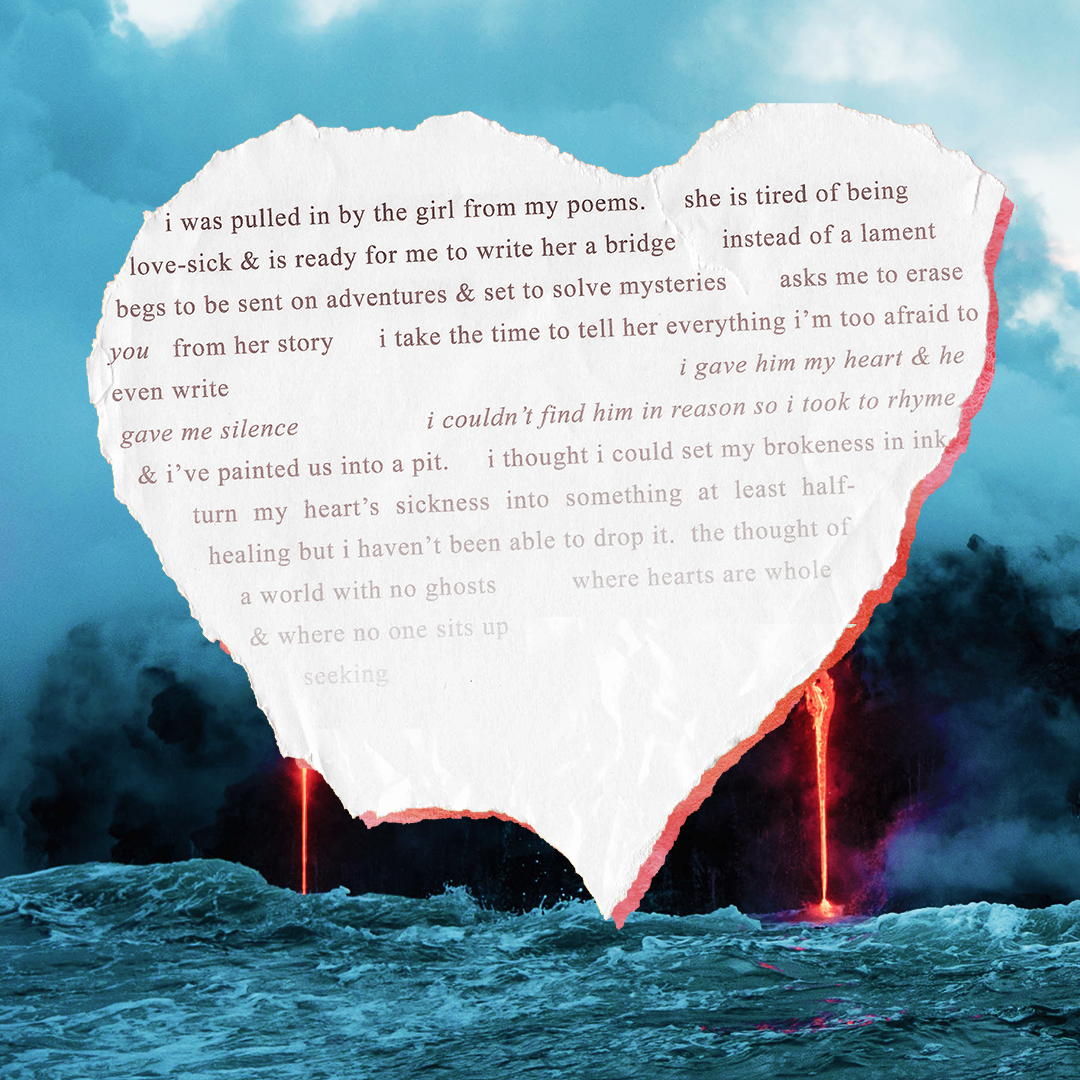 i was pulled in by the girl from my poems. she is tired of being
love-sick & is ready for me to write her a bridge instead of a lament
begs to be sent on adventures & set to solve mysteries asks me to erase
you from her story i take the time to tell her everything i’m too afraid to
even write i gave him my heart & he
gave me silence i couldn’t find him in reason so i took to rhyme
& i’ve painted us into a pit. i thought i could set my brokeness in ink
turn my heart’s sickness into something at least half-
healing but i haven’t been able to drop it. the thought of
a world with no ghosts where hearts are whole
& where no one sits up
seeking